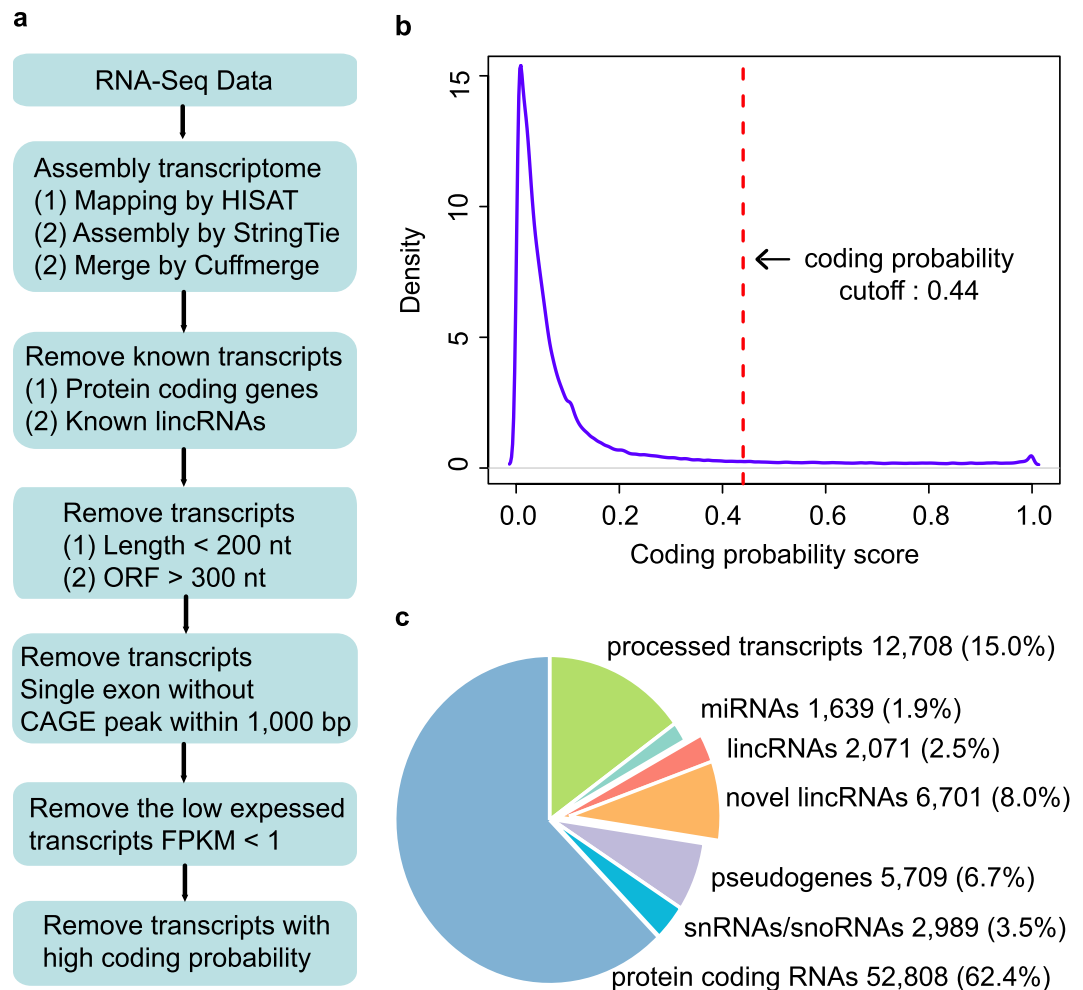 a
RNA-Seq Data
Assembly transcriptome
(1) Mapping by HISAT
(2) Assembly by StringTie
(2) Merge by Cuffmerge
Remove known transcripts
(1) Protein coding genes
(2) Known lincRNAs
Remove transcripts
(1) Length < 200 nt
(2) ORF > 300 nt
Remove transcripts
Single exon without
CAGE peak within 1,000 bp
Remove the low expessed
transcripts FPKM < 1
Remove transcripts with
high coding probability
b
15
10
5
0
Density
coding probability
cutoff : 0.44
0.0 0.2 0.4 0.6 0.8 1.0
Coding probability score
c
processed transcripts 12,708 (15.0%)
miRNAs 1,639 (1.9%)
lincRNAs 2,071 (2.5%)
novel lincRNAs 6,701 (8.0%)
pseudogenes 5,709 (6.7%)
snRNAs/snoRNAs 2,989 (3.5%)
protein coding RNAs 52,808 (62.4%)